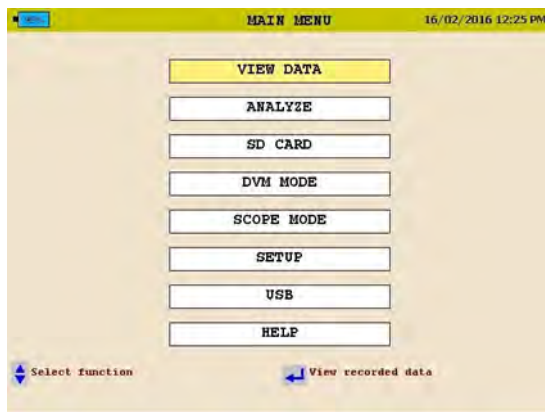 MAIN MENU 16/02/2016 12:25 PM
VIEW DATA
ANALYZE
SD CARD
DVM MODE
SCOPE MODE
SETUP
USB
HELP
Select function View recorded data